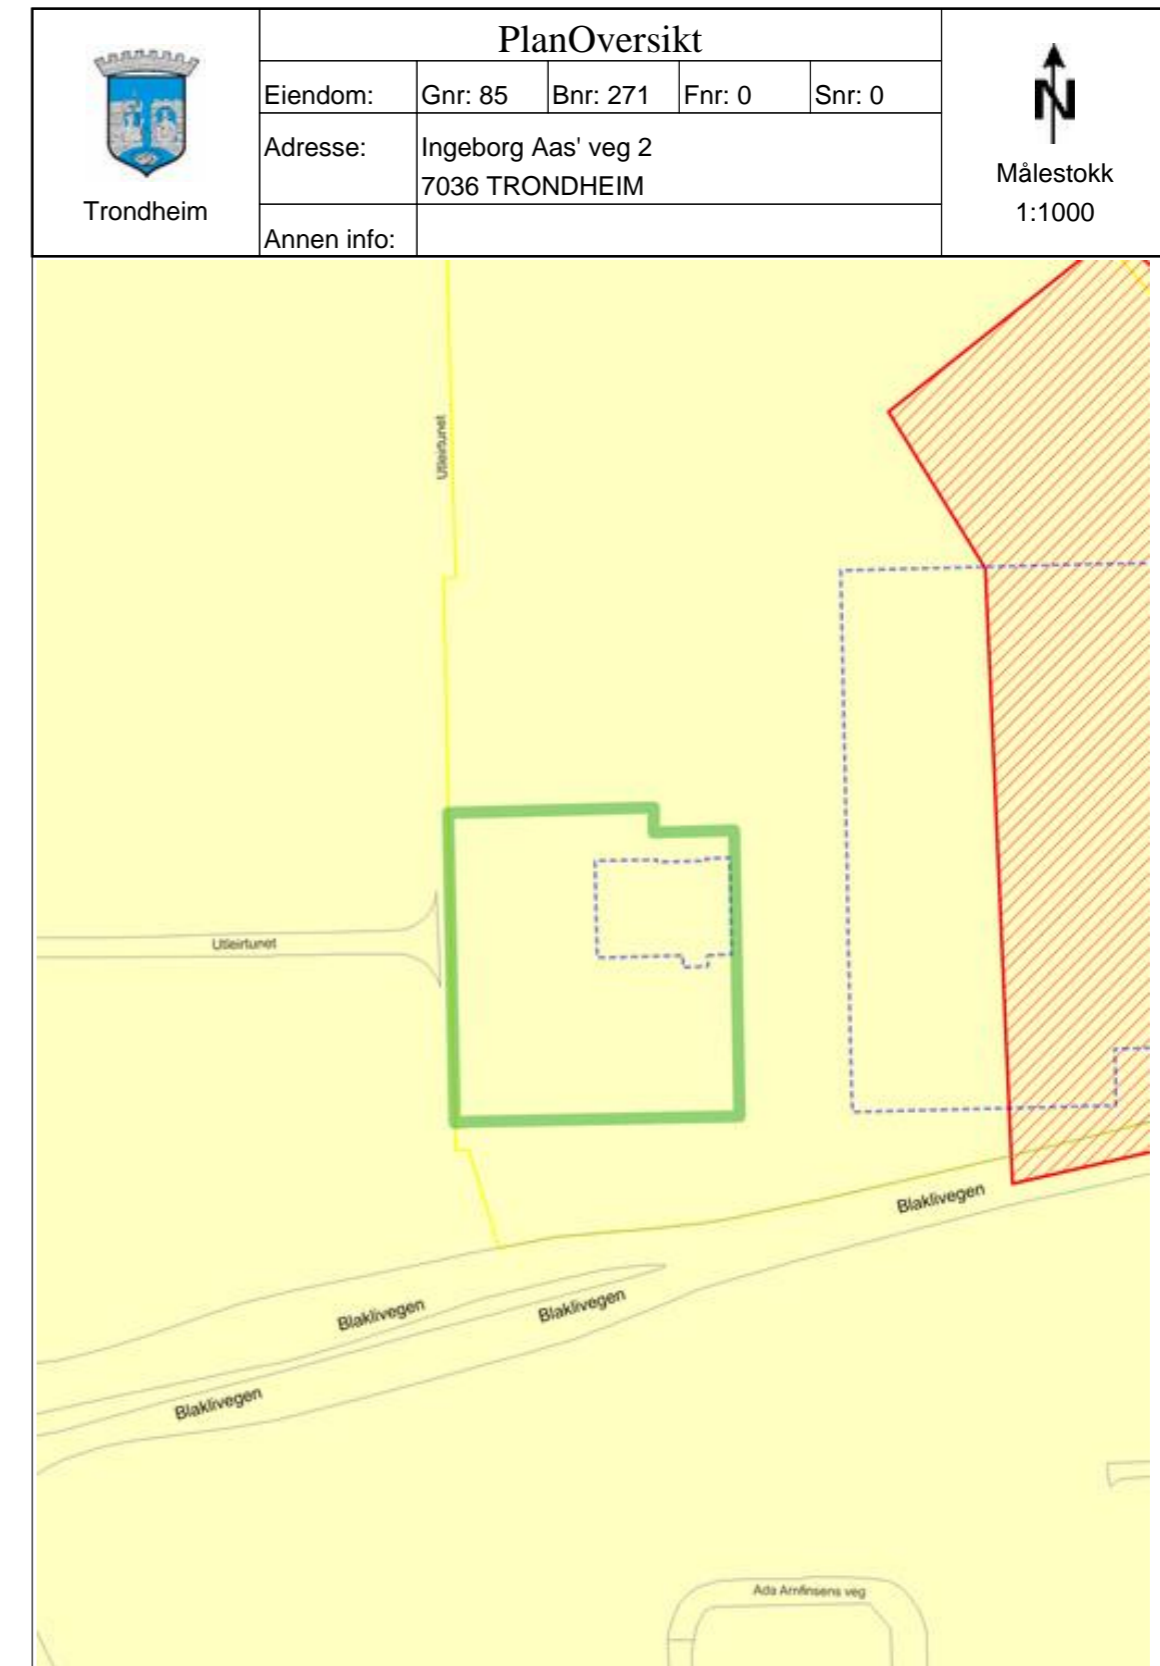 PlanOversikt
Eiendom: Gnr: 85 Bnr: 271 Fnr: 0 Snr: 0
Adresse: Ingeborg Aas' veg 2
7036 TRONDHEIM
Annen info:
Trondheim
N
Målestokk
1:1000
Utleirtunet
Utleirtunet
Blaklivegen
Blaklivegen
Blaklivegen
Blaklivegen
Ada Arnfinsens veg